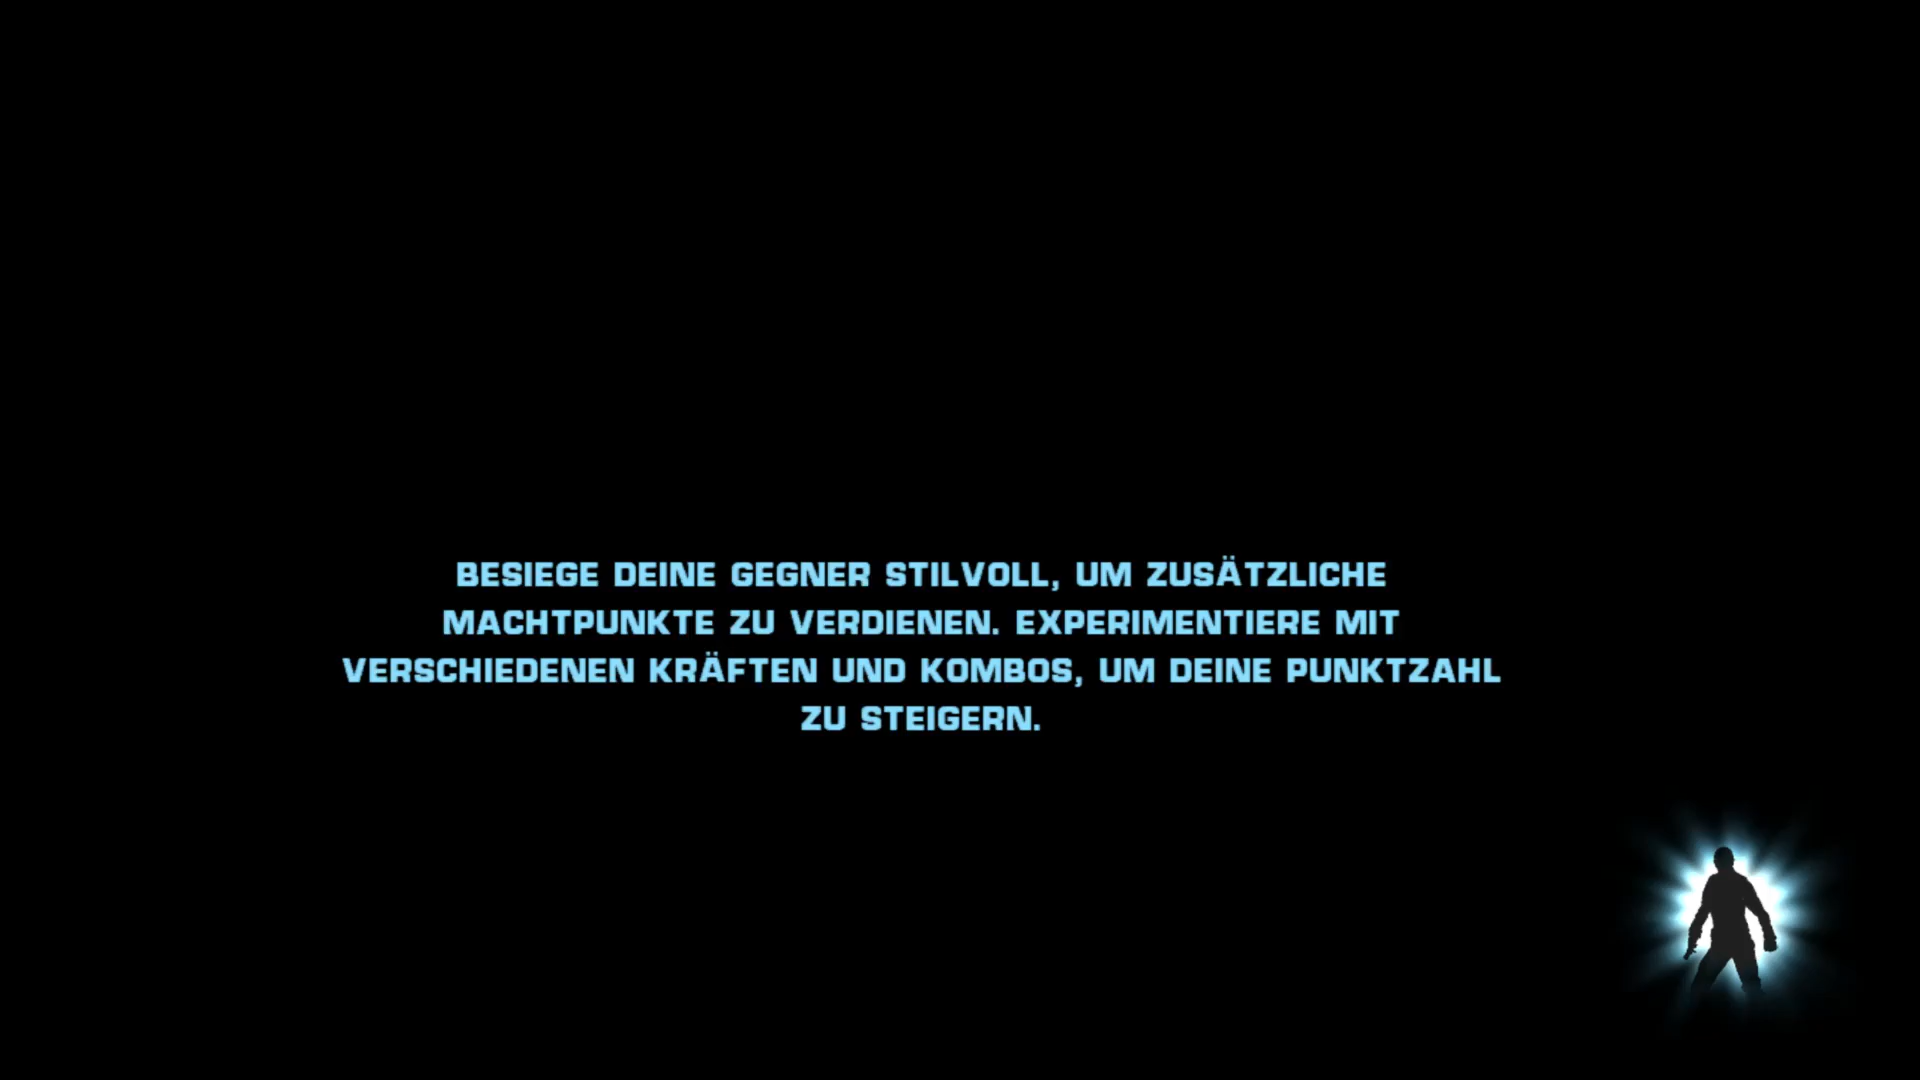 BESIEGE DEINE GEGNER STILVOLL, UM ZUSÄTZLICHE
MACHTPUNKTE ZU VERDIENEN. EXPERIMENTIERE MIT
VERSCHIEDENEN KRÄFTEN UND KOMBOS, UM DEINE PUNKTZAHL
ZU STEIGERN.